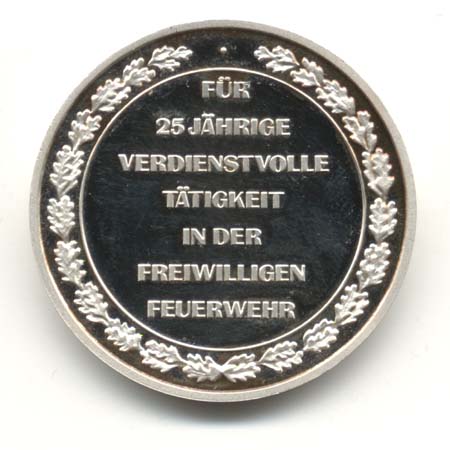 FÜR
25 JÄHRIGE
VERDIENSTVOLLE
TÄTIGKEIT
IN DER
FREIWILLIGEN
FEUERWEHR